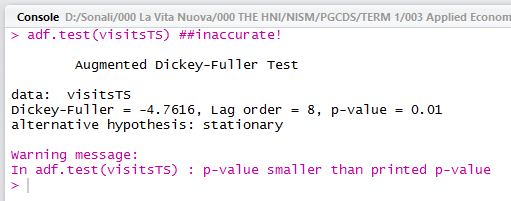 Console D:/Sonali/000 La Vita Nuova/000 THE HNI/NISM/PGCDS/TERM 1/003 Applied Econom
> adf.test(visitsTS) ##inaccurate!
Augmented Dickey-Fuller Test
data: visitsTS
Dickey-Fuller = -4.7616, Lag order = 8, p-value = 0.01
alternative hypothesis: stationary
Warning message:
In adf.test(visitsTS) : p-value smaller than printed p-value
>